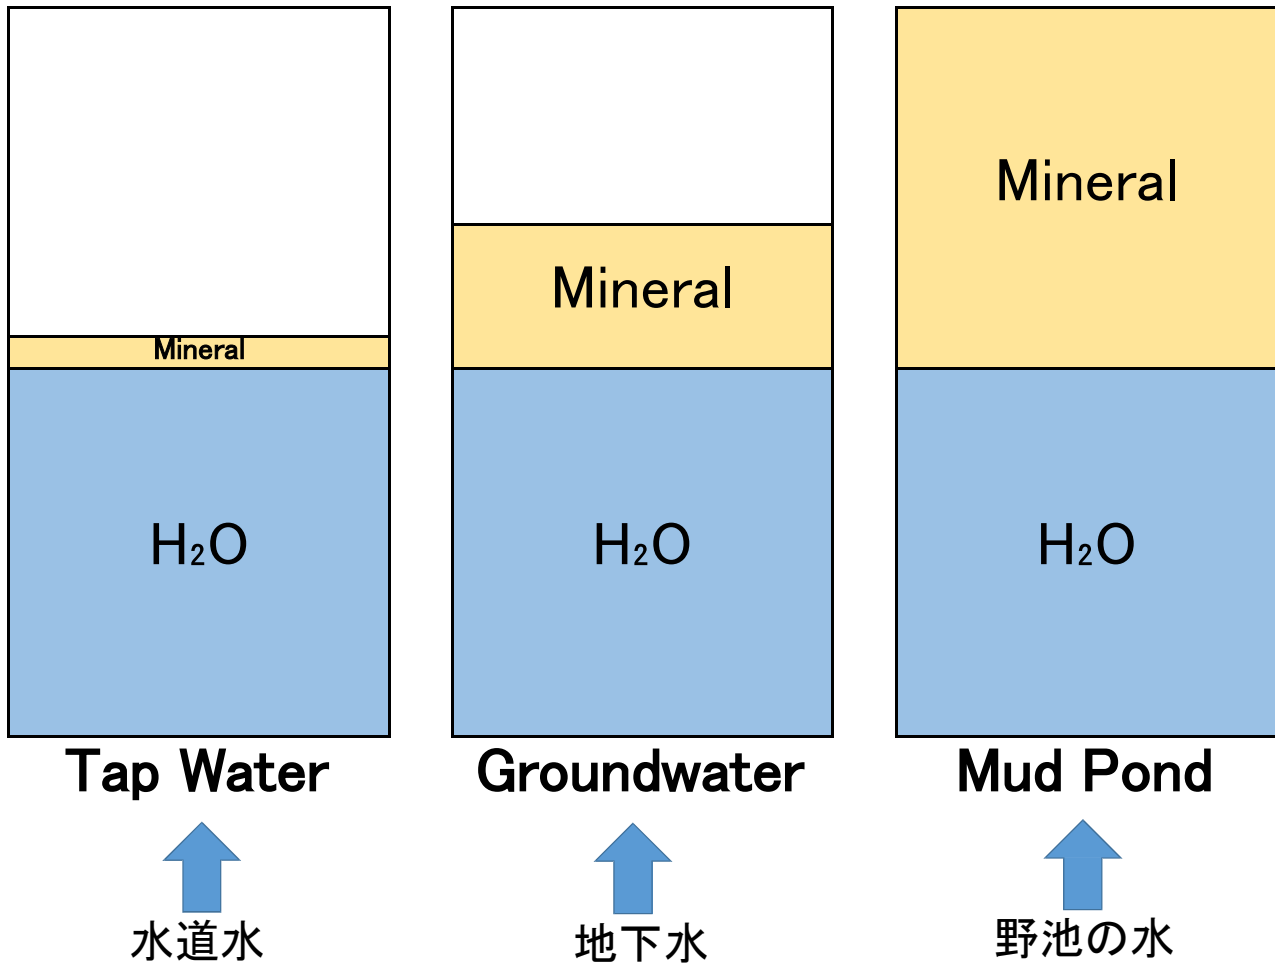 Mineral
H₂O
Tap Water
水道水
Mineral
H₂O
Groundwater
地下水
Mineral
H₂O
Mud Pond
野池の水